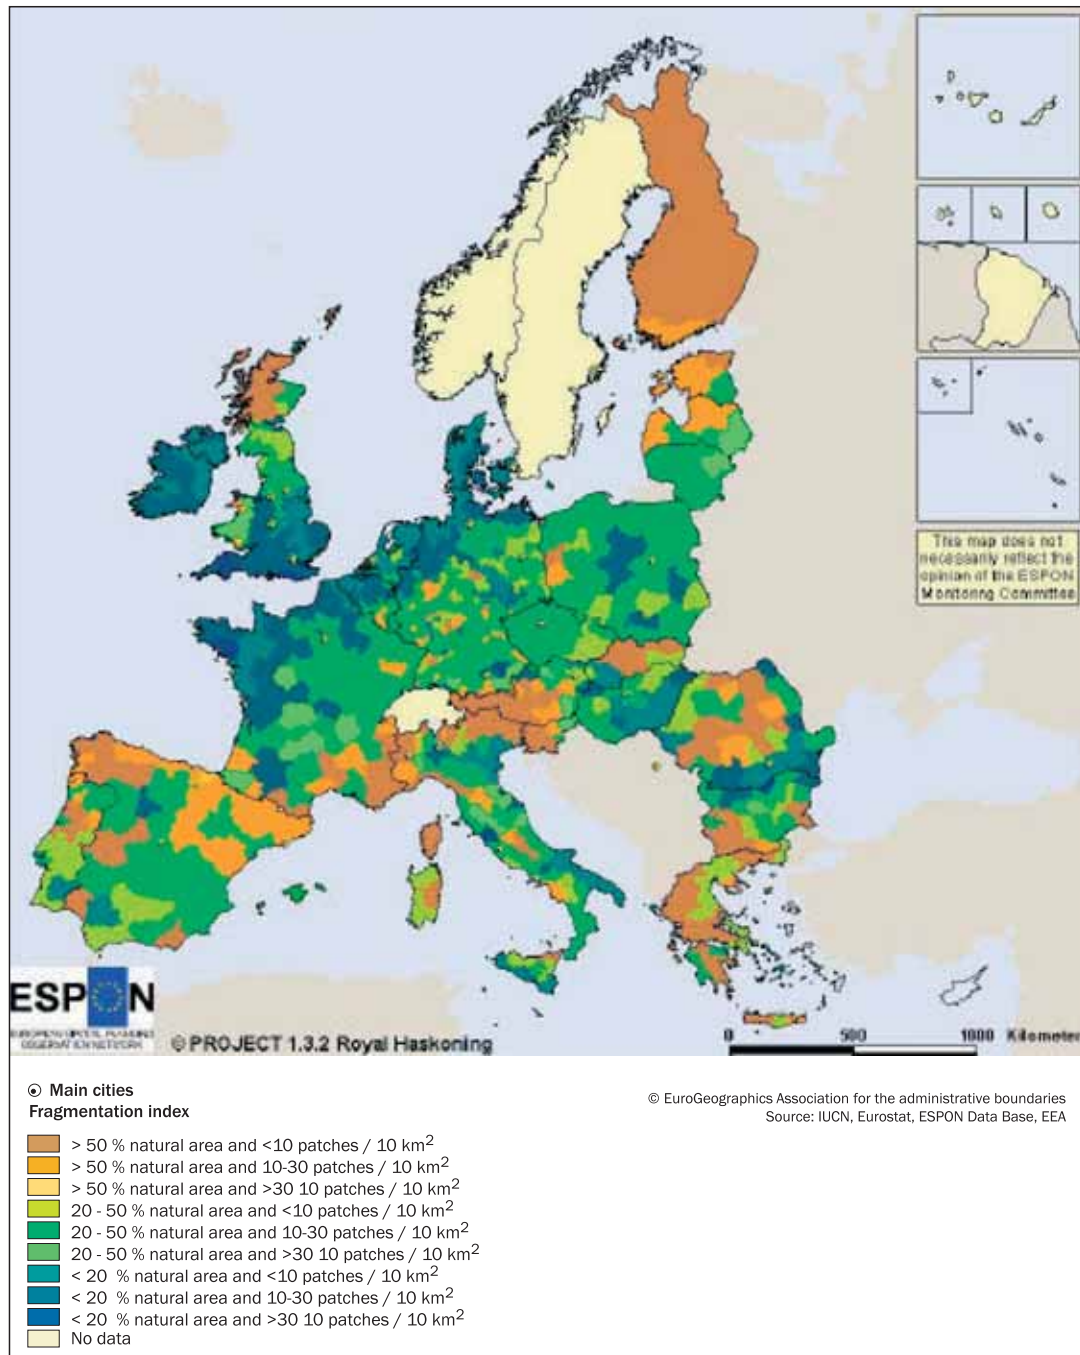 This map does not
necessarily reflect the
opinion of the ESPON
Monitoring Committee
ESPON
EUROPEAN SPATIAL PLANNING
OBSERVATION NETWORK
© PROJECT 1.3.2 Royal Haskoning
0 500 1000 Kilometer
Main cities
Fragmentation index
© EuroGeographics Association for the administrative boundaries
Source: IUCN, Eurostat, ESPON Data Base, EEA
> 50 % natural area and <10 patches / 10 km²
> 50 % natural area and 10-30 patches / 10 km²
> 50 % natural area and >30 10 patches / 10 km²
20 - 50 % natural area and <10 patches / 10 km²
20 - 50 % natural area and 10-30 patches / 10 km²
20 - 50 % natural area and >30 10 patches / 10 km²
< 20 % natural area and <10 patches / 10 km²
< 20 % natural area and 10-30 patches / 10 km²
< 20 % natural area and >30 10 patches / 10 km²
No data